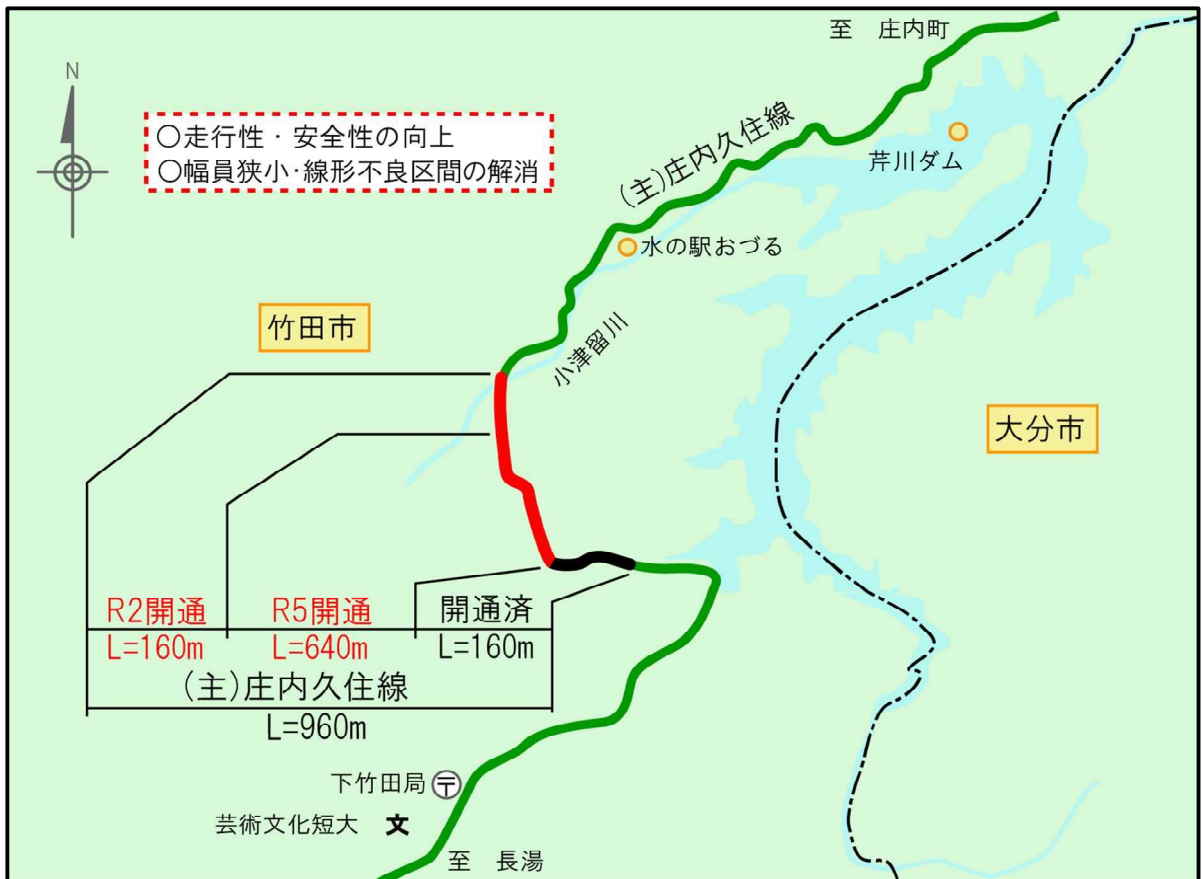 至 庄内町
N
○走行性・安全性の向上
○幅員狭小・線形不良区間の解消
(主)庄内久住線
芹川ダム
水の駅おづる
竹田市
小津留川
大分市
R2開通
L=160m
R5開通
L=640m
開通済
L=160m
(主)庄内久住線
L=960m
下竹田局
〒
芸術文化短大 文
至 長湯